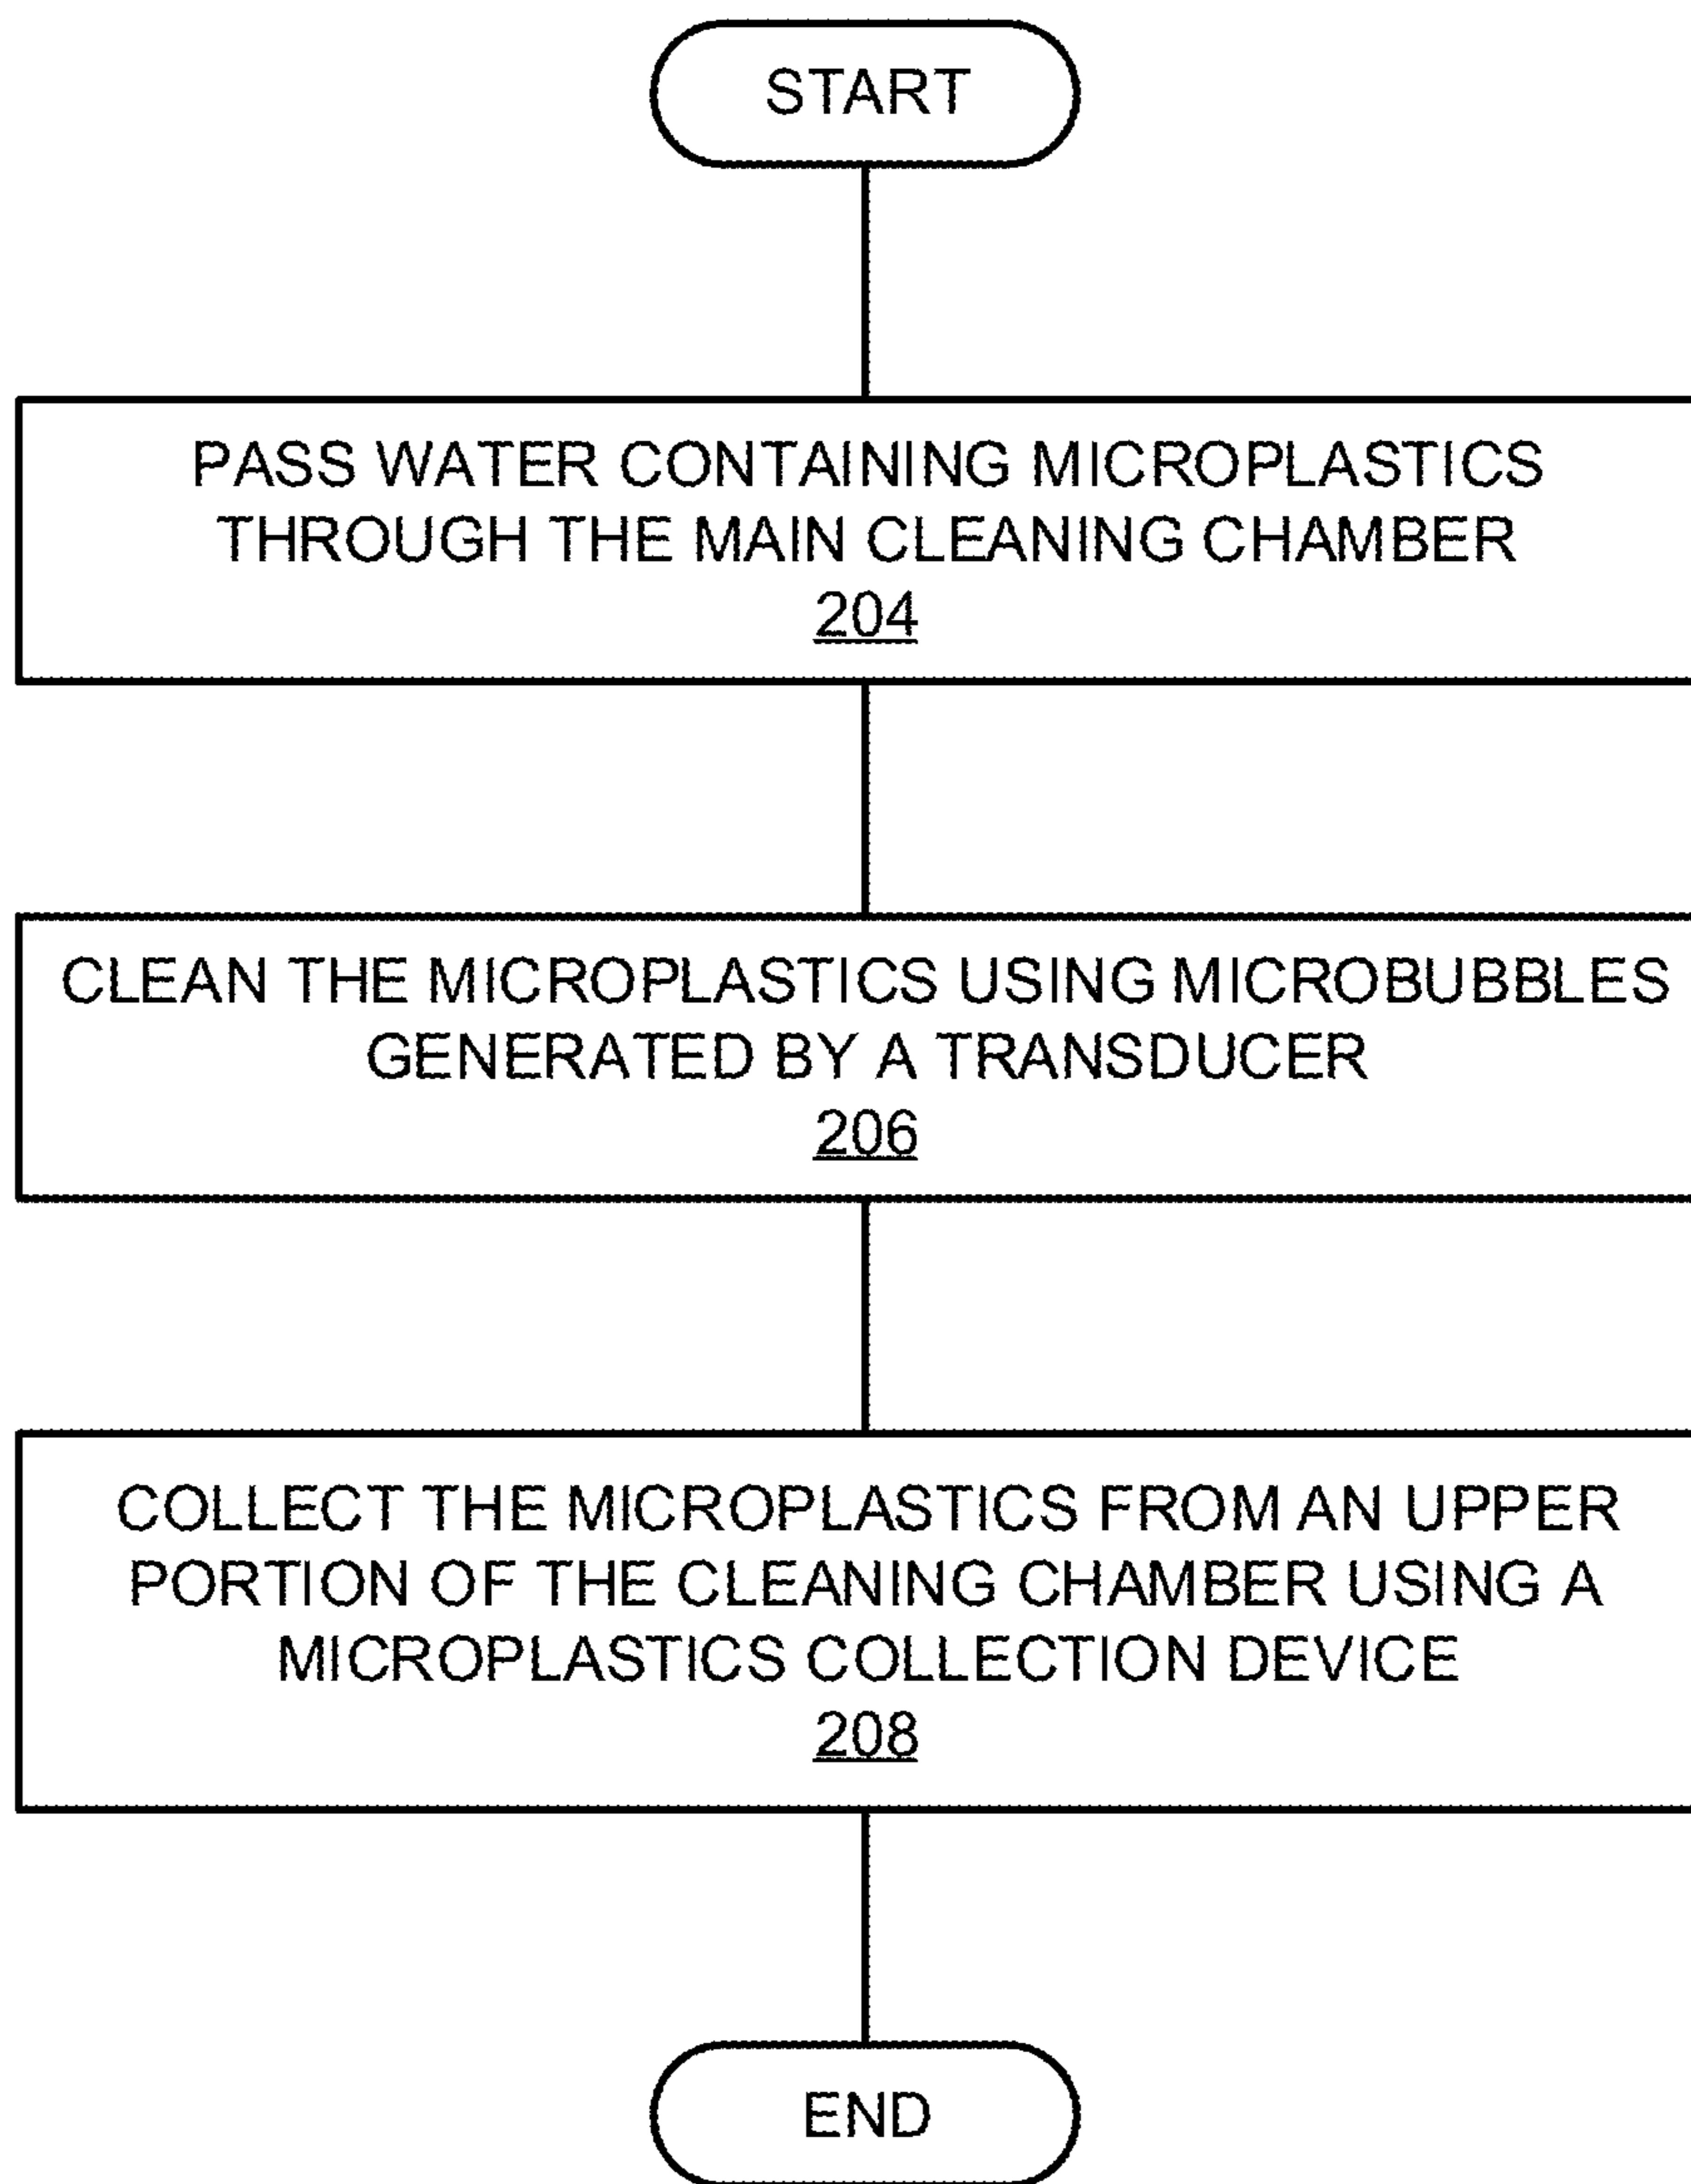 START
PASS WATER CONTAINING MICROPLASTICS
THROUGH THE MAIN CLEANING CHAMBER
204
CLEAN THE MICROPLASTICS USING MICROBUBBLES
GENERATED BY A TRANSDUCER
206
COLLECT THE MICROPLASTICS FROM AN UPPER
PORTION OF THE CLEANING CHAMBER USING A
MICROPLASTICS COLLECTION DEVICE
208
END